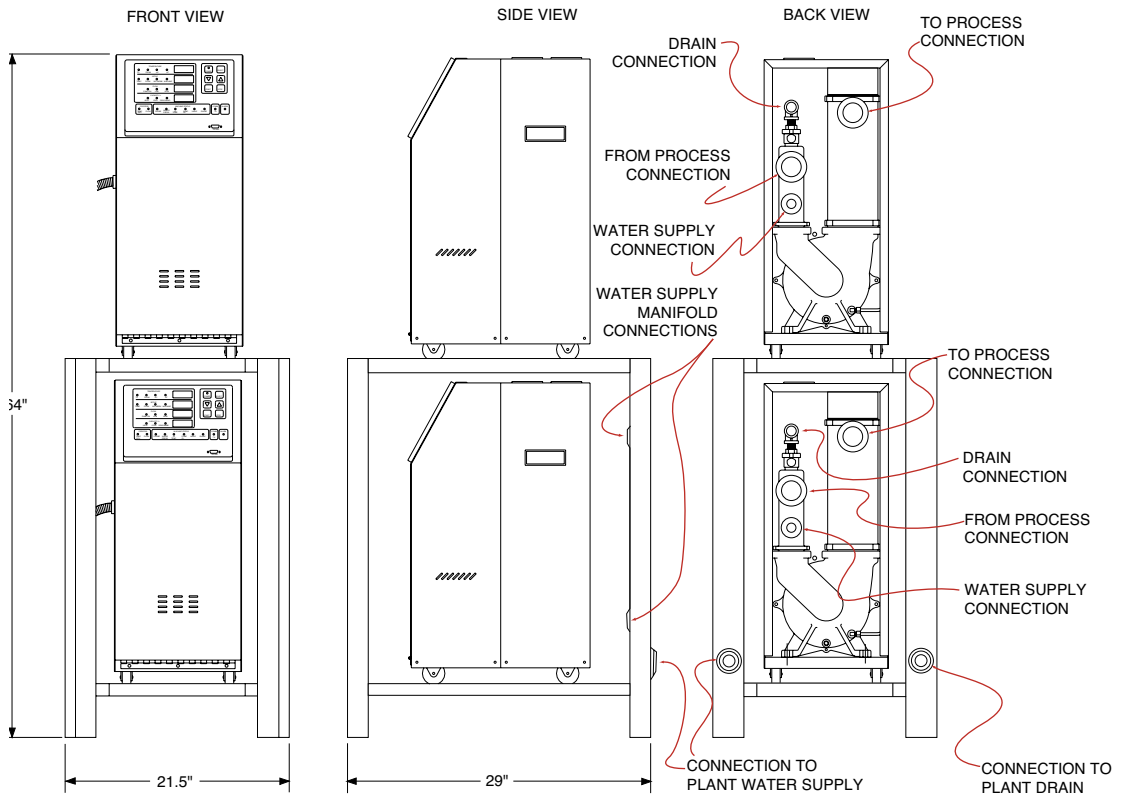 FRONT VIEW
SIDE VIEW
BACK VIEW
TO PROCESS
CONNECTION
DRAIN
CONNECTION
FROM PROCESS
CONNECTION
WATER SUPPLY
CONNECTION
WATER SUPPLY
MANIFOLD
CONNECTIONS
TO PROCESS
CONNECTION
64"
DRAIN
CONNECTION
FROM PROCESS
CONNECTION
WATER SUPPLY
CONNECTION
21.5"
29"
CONNECTION TO
PLANT WATER SUPPLY
CONNECTION TO
PLANT DRAIN